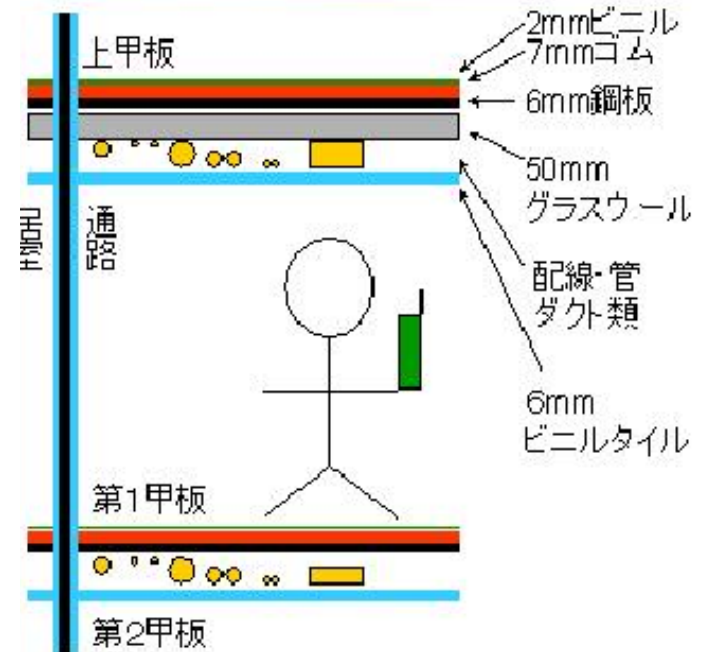 2mmビニル
7mmゴム
上甲板
6mm鋼板
50mm
グラスウール
居室
通路
配線・管
ダクト類
6mm
ビニルタイル
第1甲板
第2甲板